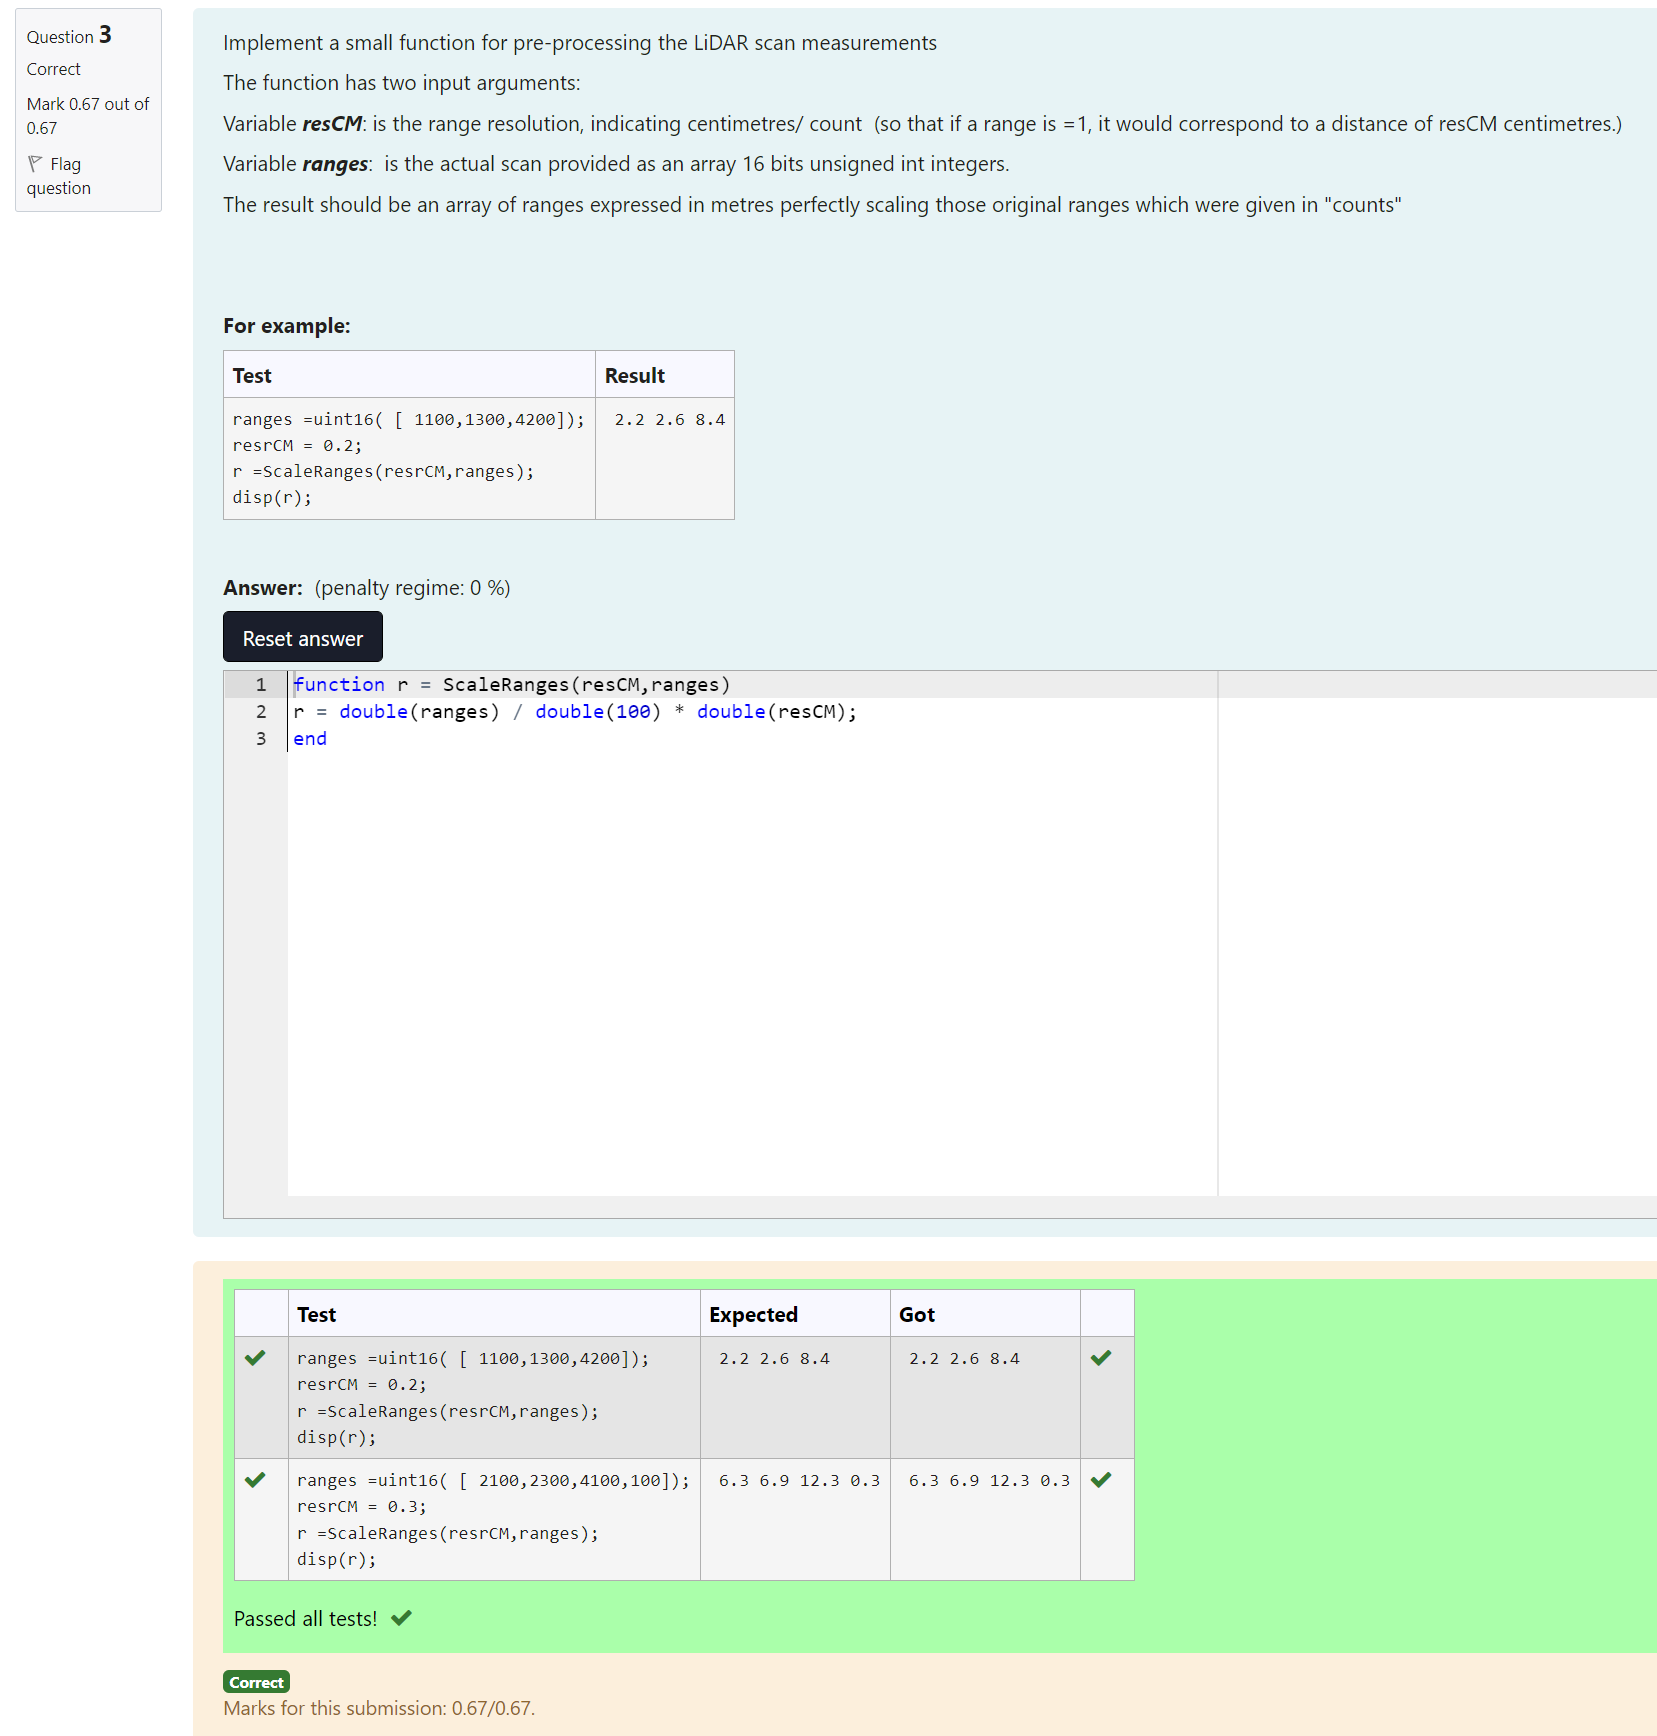 Question 3
Correct
Mark 0.67 out of
0.67
Flag
question
Implement a small function for pre-processing the LiDAR scan measurements
The function has two input arguments:
Variable resCM: is the range resolution, indicating centimetres/ count  (so that if a range is =1, it would correspond to a distance of resCM centimetres.)
Variable ranges:  is the actual scan provided as an array 16 bits unsigned int integers.
The result should be an array of ranges expressed in metres perfectly scaling those original ranges which were given in "counts"
For example:
Test Result
ranges =uint16( [ 1100,1300,4200]); 2.2 2.6 8.4
resrCM = 0.2;
r =ScaleRanges(resrCM,ranges);
disp(r);
Answer:  (penalty regime: 0 %)
Reset answer
1 function r = ScaleRanges(resCM,ranges)
2 r = double(ranges) / double(100) * double(resCM);
3 end
Test Expected Got
ranges =uint16( [ 1100,1300,4200]); 2.2 2.6 8.4 2.2 2.6 8.4
resrCM = 0.2;
r =ScaleRanges(resrCM,ranges);
disp(r);
ranges =uint16( [ 2100,2300,4100,100]); 6.3 6.9 12.3 0.3 6.3 6.9 12.3 0.3
resrCM = 0.3;
r =ScaleRanges(resrCM,ranges);
disp(r);
Passed all tests!
Correct
Marks for this submission: 0.67/0.67.